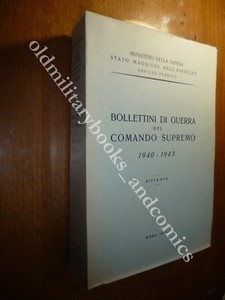 MINISTERO DELLA DIFESA
STATO MAGGIORE DELL'ESERCITO
UFFICIO STORICO
BOLLETTINI DI GUERRA
DEL
COMANDO SUPREMO
1940 - 1943
RISTAMPA
ROMA
oldmilitarybooks_andcomics